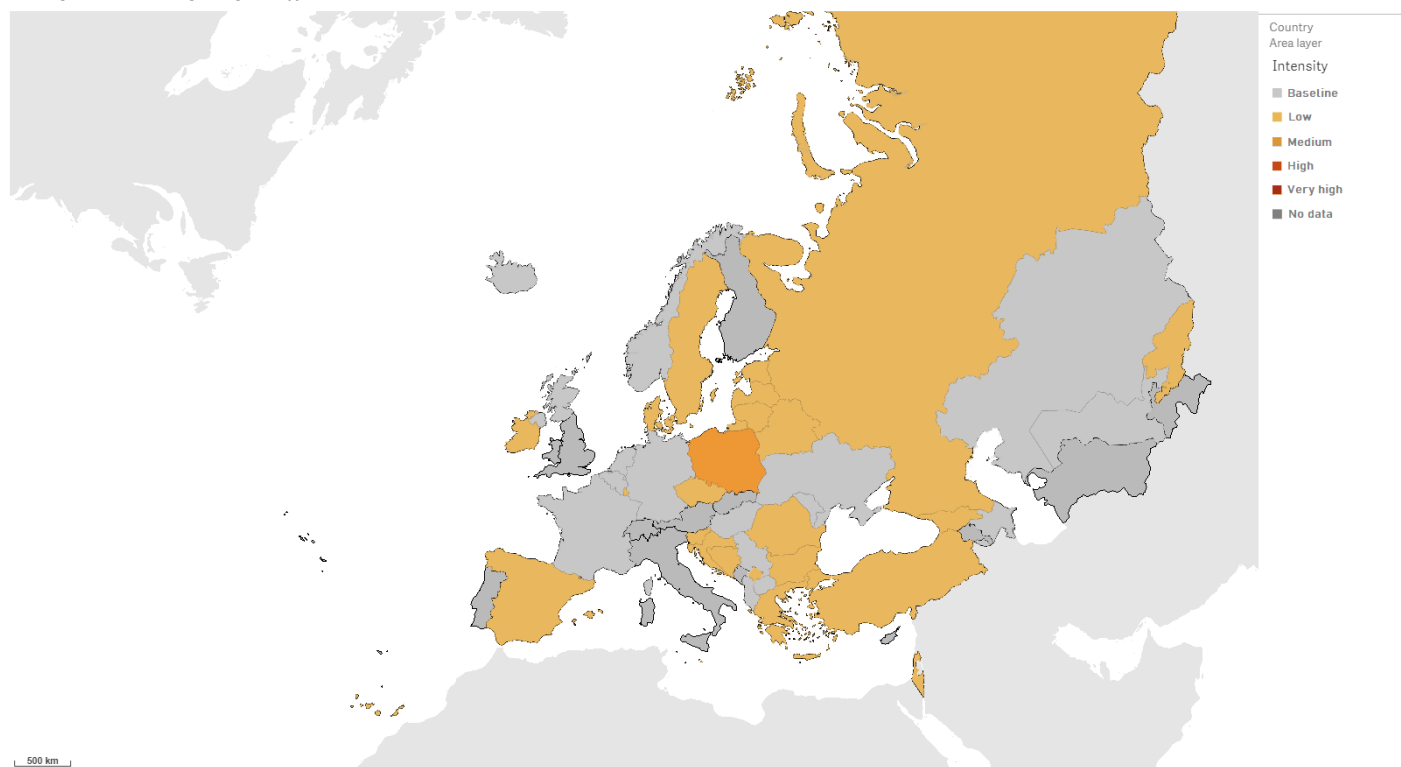 Country
Area layer
Intensity
Baseline
Low
Medium
High
Very high
No data
500 km